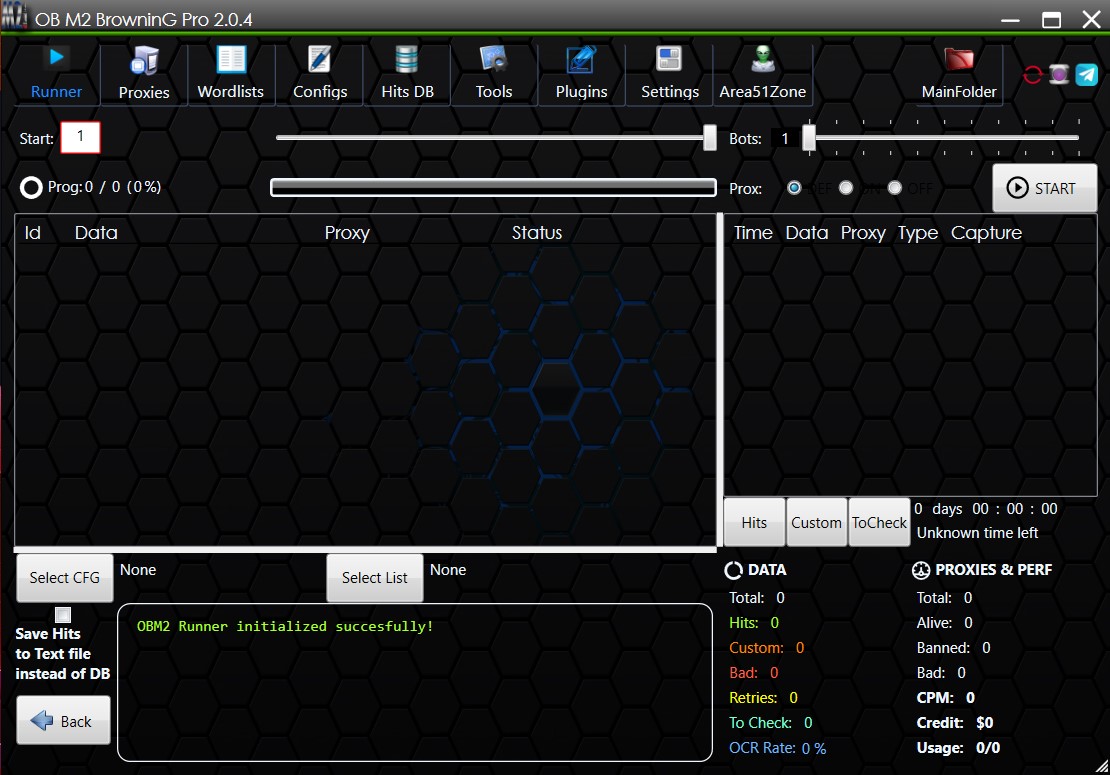 OB M2 BrowninG Pro 2.0.4
Runner Proxies Wordlists Configs Hits DB Tools Plugins Settings Area51Zone MainFolder
Start: 1 Bots: 1
Prog: 0 / 0 (0%) Prox: DEF ON OFF START
Id Data Proxy Status Time Data Proxy Type Capture
Hits Custom ToCheck 0 days 00 : 00 : 00
Unknown time left
Select CFG None Select List None
Save Hits
to Text file
instead of DB
Back
OBM2 Runner initialized succesfully!
DATA
Total: 0
Hits: 0
Custom: 0
Bad: 0
Retries: 0
To Check: 0
OCR Rate: 0 %
PROXIES & PERF
Total: 0
Alive: 0
Banned: 0
Bad: 0
CPM: 0
Credit: $0
Usage: 0/0